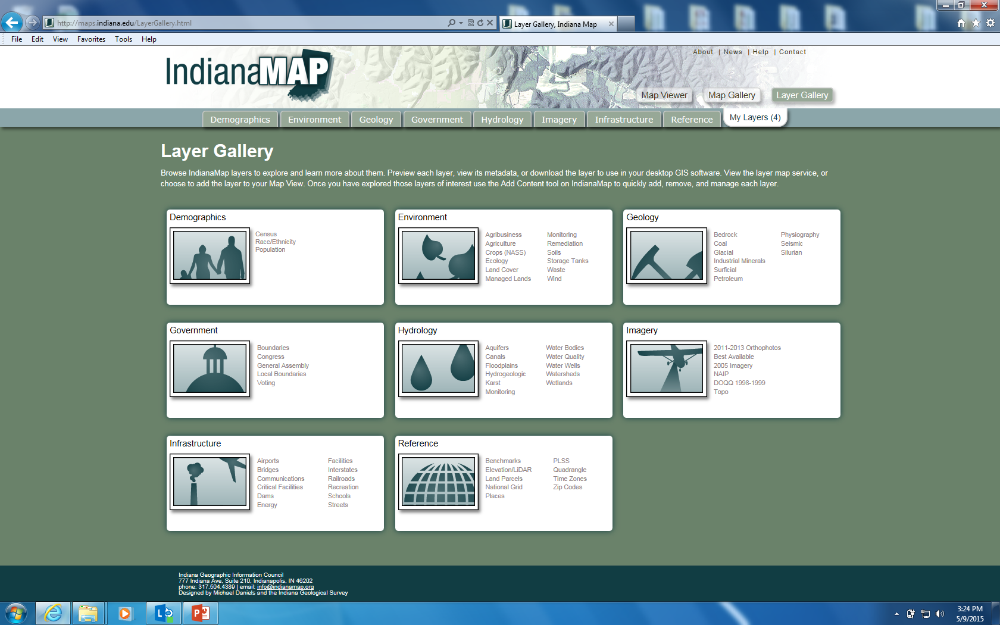 http://maps.indiana.edu/LayerGallery.html
Layer Gallery, Indiana Map
File Edit View Favorites Tools Help
IndianaMAP
About | News | Help | Contact
Map Viewer Map Gallery Layer Gallery
Demographics Environment Geology Government Hydrology Imagery Infrastructure Reference My Layers (4)
Layer Gallery
Browse IndianaMap layers to explore and learn more about them. Preview each layer, view its metadata, or download the layer to use in your desktop GIS software. View the layer map service, or
choose to add the layer to your Map View. Once you have explored those layers of interest use the Add Content tool on IndianaMap to quickly add, remove, and manage each layer.
Demographics
Census
Race/Ethnicity
Population
Environment
Agribusiness
Agriculture
Crops (NASS)
Ecology
Land Cover
Managed Lands
Monitoring
Remediation
Soils
Storage Tanks
Waste
Wind
Geology
Bedrock
Coal
Glacial
Industrial Minerals
Surficial
Petroleum
Physiography
Seismic
Silurian
Government
Boundaries
Congress
General Assembly
Local Boundaries
Voting
Hydrology
Aquifers
Canals
Floodplains
Hydrogeologic
Karst
Monitoring
Water Bodies
Water Quality
Water Wells
Watersheds
Wetlands
Imagery
2011-2013 Orthophotos
Best Available
2005 Imagery
NAIP
DOQQ 1998-1999
Topo
Infrastructure
Airports
Bridges
Communications
Critical Facilities
Dams
Energy
Facilities
Interstates
Railroads
Recreation
Schools
Streets
Reference
Benchmarks
Elevation/LiDAR
Land Parcels
National Grid
Places
PLSS
Quadrangle
Time Zones
Zip Codes
Indiana Geographic Information Council
777 Indiana Ave, Suite 210, Indianapolis, IN 46202
phone: 317.504.4389 | email: info@indianamap.org
Designed by Michael Daniels and the Indiana Geological Survey
3:24 PM
5/9/2015